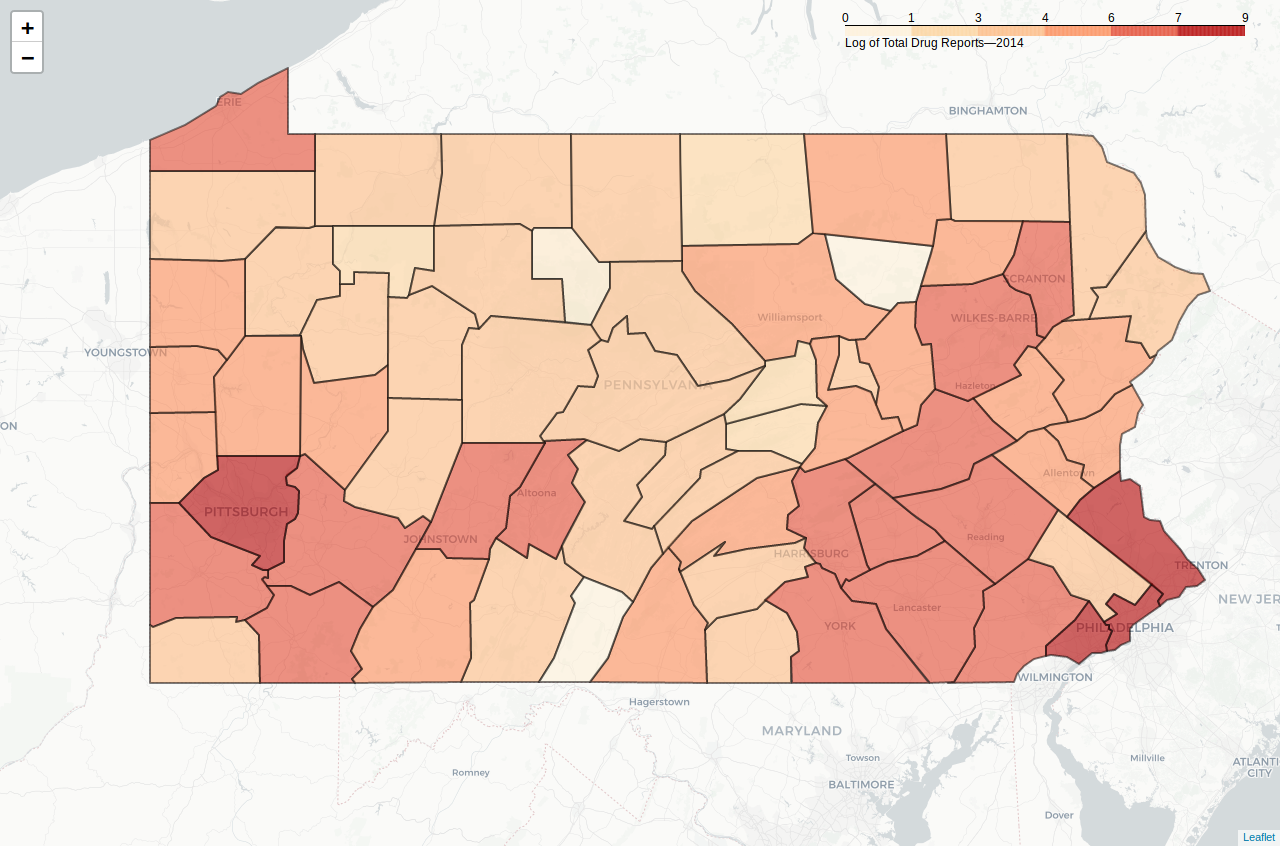 +
−
0 1 3 4 6 7 9
Log of Total Drug Reports—2014
ERIE
BINGHAMTON
SCRANTON
Williamsport
WILKES-BARRE
YOUNGSTOWN
PENNSYLVANIA
Hazleton
ON
Allentown
Altoona
PITTSBURGH
JOHNSTOWN
Reading
HARRISBURG
TRENTON
NEW JER
Lancaster
YORK
PHILADELPHIA
WILMINGTON
Hagerstown
MARYLAND
Towson
Millville
ATLANTI
CITY
Romney
BALTIMORE
Dover
Leaflet